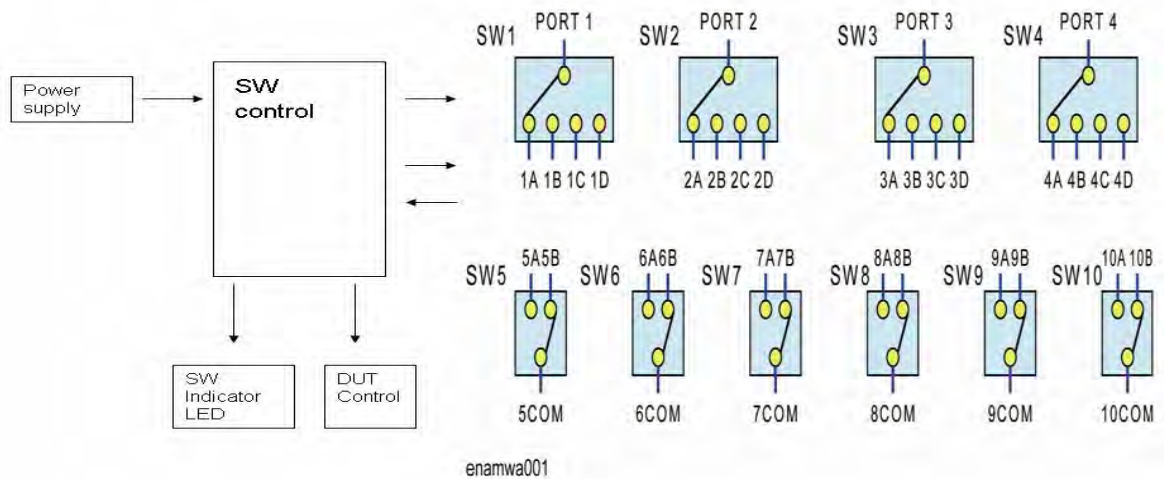 PORT 1 PORT 2 PORT 3 PORT 4
SW1 SW2 SW3 SW4
Power
supply
SW
control
1A 1B 1C 1D 2A 2B 2C 2D 3A 3B 3C 3D 4A 4B 4C 4D
5A5B 6A6B 7A7B 8A8B 9A9B 10A 10B
SW5 SW6 SW7 SW8 SW9 SW10
SW
Indicator
LED
DUT
Control
5COM 6COM 7COM 8COM 9COM 10COM
enamwa001